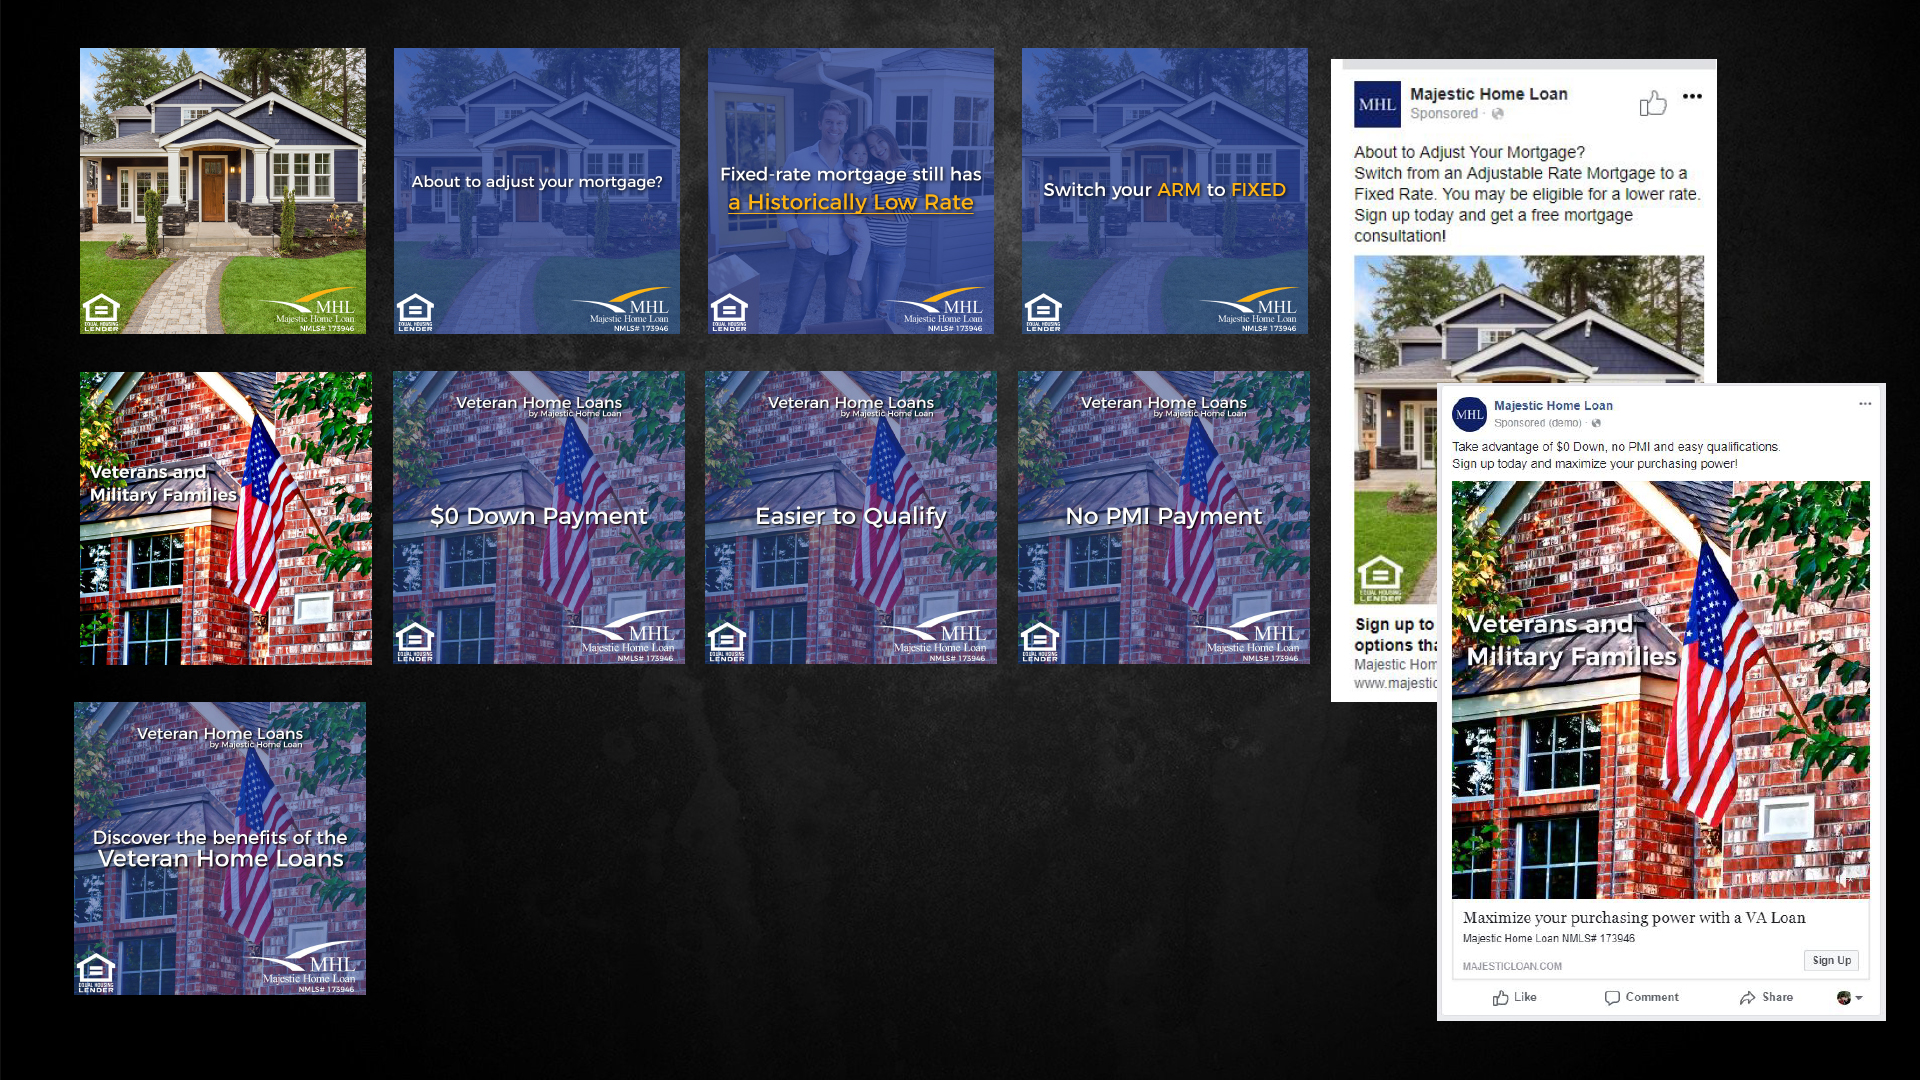 EQUAL HOUSING
LENDER
MHL
Majestic Home Loan
NMLS# 173946
About to adjust your mortgage?
EQUAL HOUSING
LENDER
MHL
Majestic Home Loan
NMLS# 173946
Fixed-rate mortgage still has
a Historically Low Rate
EQUAL HOUSING
LENDER
MHL
Majestic Home Loan
NMLS# 173946
Switch your ARM to FIXED
EQUAL HOUSING
LENDER
MHL
Majestic Home Loan
NMLS# 173946
Veterans and
Military Families
Veteran Home Loans
by Majestic Home Loan
$0 Down Payment
EQUAL HOUSING
LENDER
MHL
Majestic Home Loan
NMLS# 173946
Veteran Home Loans
by Majestic Home Loan
Easier to Qualify
EQUAL HOUSING
LENDER
MHL
Majestic Home Loan
NMLS# 173946
Veteran Home Loans
by Majestic Home Loan
No PMI Payment
EQUAL HOUSING
LENDER
MHL
Majestic Home Loan
NMLS# 173946
Veteran Home Loans
by Majestic Home Loan
Discover the benefits of the
Veteran Home Loans
EQUAL HOUSING
LENDER
MHL
Majestic Home Loan
NMLS# 173946
MHL
Majestic Home Loan
Sponsored ·
About to Adjust Your Mortgage?
Switch from an Adjustable Rate Mortgage to a
Fixed Rate. You may be eligible for a lower rate.
Sign up today and get a free mortgage
consultation!
EQUAL HOUSING
LENDER
Sign up to
options tha
Majestic Hom
www.majestic
MHL
Majestic Home Loan
Sponsored (demo) ·
Take advantage of $0 Down, no PMI and easy qualifications.
Sign up today and maximize your purchasing power!
Veterans and
Military Families
Maximize your purchasing power with a VA Loan
Majestic Home Loan NMLS# 173946
MAJESTICLOAN.COM
Sign Up
Like
Comment
Share